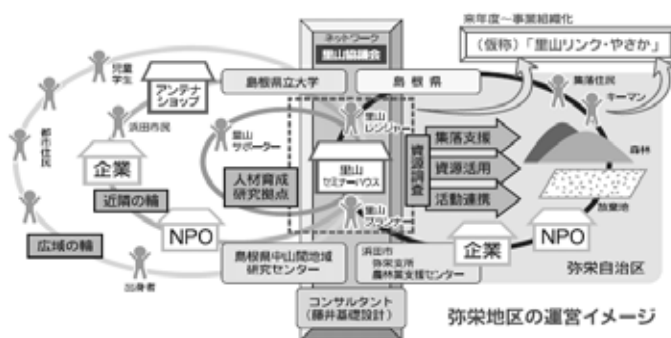 来年度～事業組織化
(仮称)「里山リンク・やさか」
ネットワーク
里山協議会
島根県立大学
島根県
児童
学生
アンテナ
ショップ
集落住民
キーマン
都市住民
浜田市民
里山
サポーター
里山
レンジャー
企業
人材育成
研究拠点
里山
セミナーハウス
資源調査
集落支援
資源活用
活動連携
森林
放棄地
近隣の輪
広域の輪
NPO
里山
プランナー
企業
NPO
出身者
島根県中山間地域
研究センター
浜田市
弥栄支所
農林業支援センター
弥栄自治区
コンサルタント
(藤井基礎設計)
弥栄地区の運営イメージ